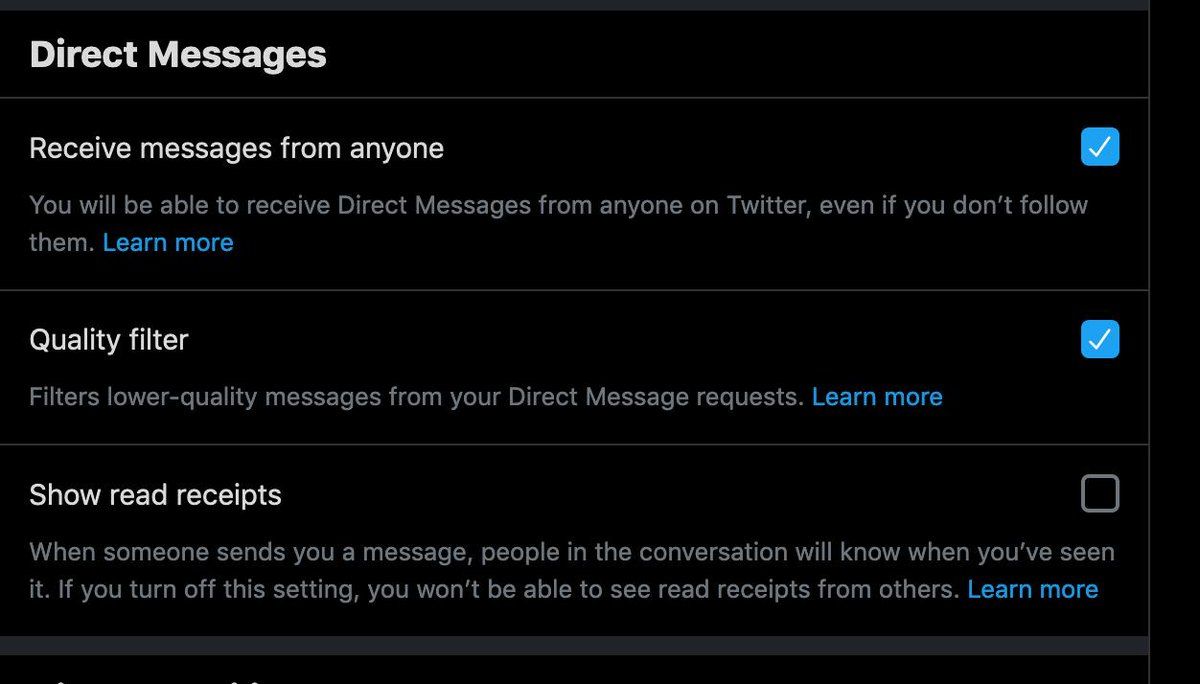 Direct Messages
Receive messages from anyone
You will be able to receive Direct Messages from anyone on Twitter, even if you don’t follow
them. Learn more
Quality filter
Filters lower-quality messages from your Direct Message requests. Learn more
Show read receipts
When someone sends you a message, people in the conversation will know when you’ve seen
it. If you turn off this setting, you won’t be able to see read receipts from others. Learn more